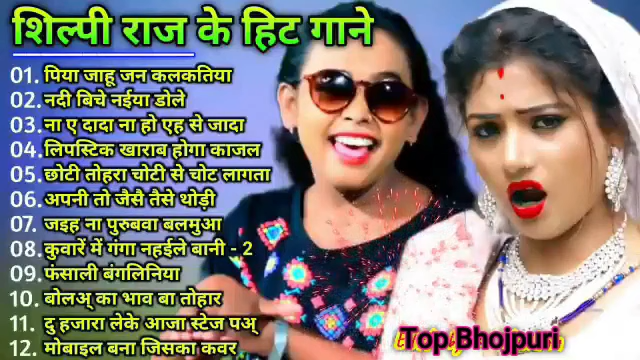 शिल्पी राज के हिट गाने
01. पिया जाहू जन कलकतिया
02. नदी बिचे नईया डोले
03. ना ए दादा ना हो एह से जादा
04. लिपस्टिक खाराब होगा काजल
05. छोटी तोहरा चोटी से चोट लागता
06. अपनी तो जैसै तैसे थोड़ी
07. जइह ना पुरुबवा बलमुआ
08. कुवारें में गंगा नहईले बानी - 2
09. फंसाली बंगलिनिया
10. बोलअ् का भाव बा तोहार
11. दु हजारा लेके आजा स्टेज पअ्
12. मोबाइल बना जिसका कवर
Top Bhojpuri